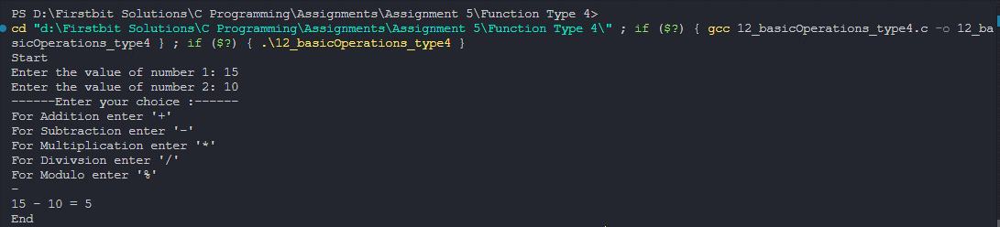 PS D:\Firstbit Solutions\C Programming\Assignments\Assignment 5\Function Type 4>
cd "d:\Firstbit Solutions\C Programming\Assignments\Assignment 5\Function Type 4\" ; if ($?) { gcc 12_basicOperations_type4.c -o 12_ba
sicOperations_type4 } ; if ($?) { .\12_basicOperations_type4 }
Start
Enter the value of number 1: 15
Enter the value of number 2: 10
------Enter your choice :------
For Addition enter '+'
For Subtraction enter '-'
For Multiplication enter '*'
For Divivsion enter '/'
For Modulo enter '%'
-
15 - 10 = 5
End